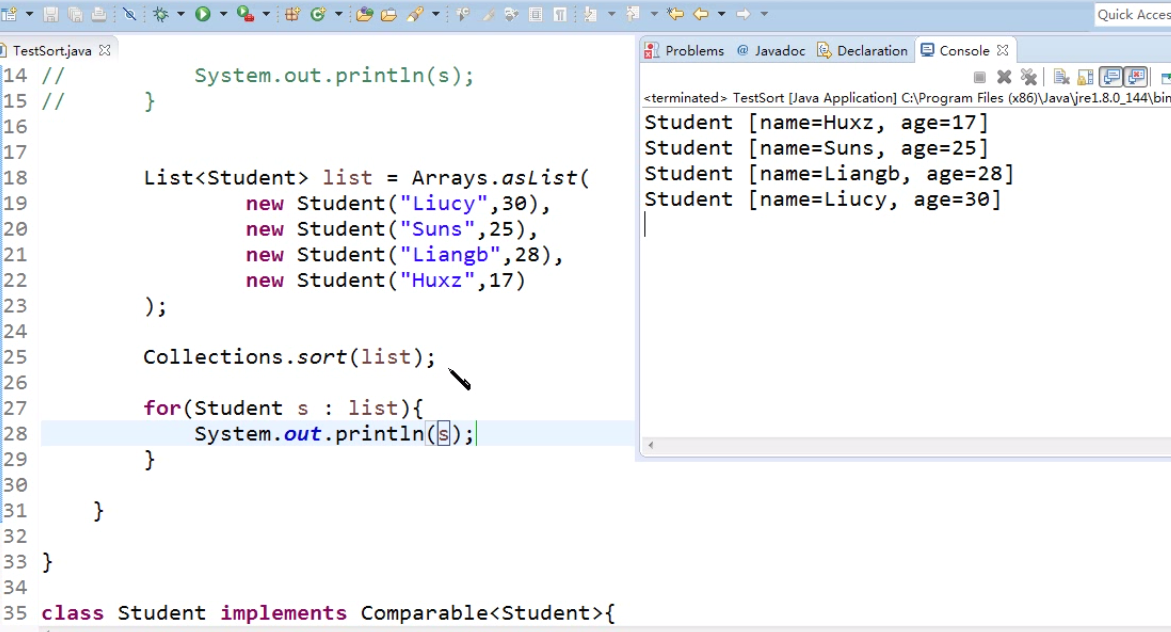 Quick Acces
TestSort.java
14 // System.out.println(s);
15 // }
16
17
18 List<Student> list = Arrays.asList(
19 new Student("Liucy",30),
20 new Student("Suns",25),
21 new Student("Liangb",28),
22 new Student("Huxz",17)
23 );
24
25 Collections.sort(list);
26
27 for(Student s : list){
28 System.out.println(s);
29 }
30
31 }
32
33 }
34
35 class Student implements Comparable<Student>{
Problems @ Javadoc Declaration Console
<terminated> TestSort [Java Application] C:\Program Files (x86)\Java\jre1.8.0_144\bin
Student [name=Huxz, age=17]
Student [name=Suns, age=25]
Student [name=Liangb, age=28]
Student [name=Liucy, age=30]